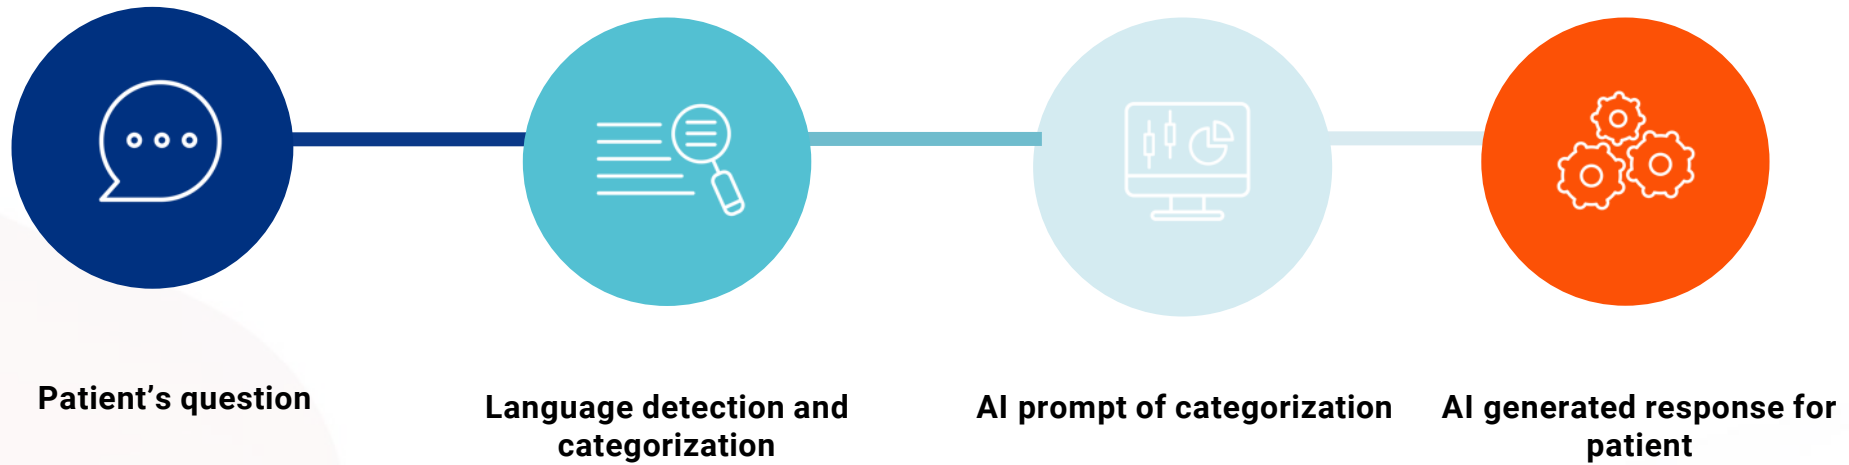 Patient’s question
Language detection and
categorization
AI prompt of categorization
AI generated response for
patient